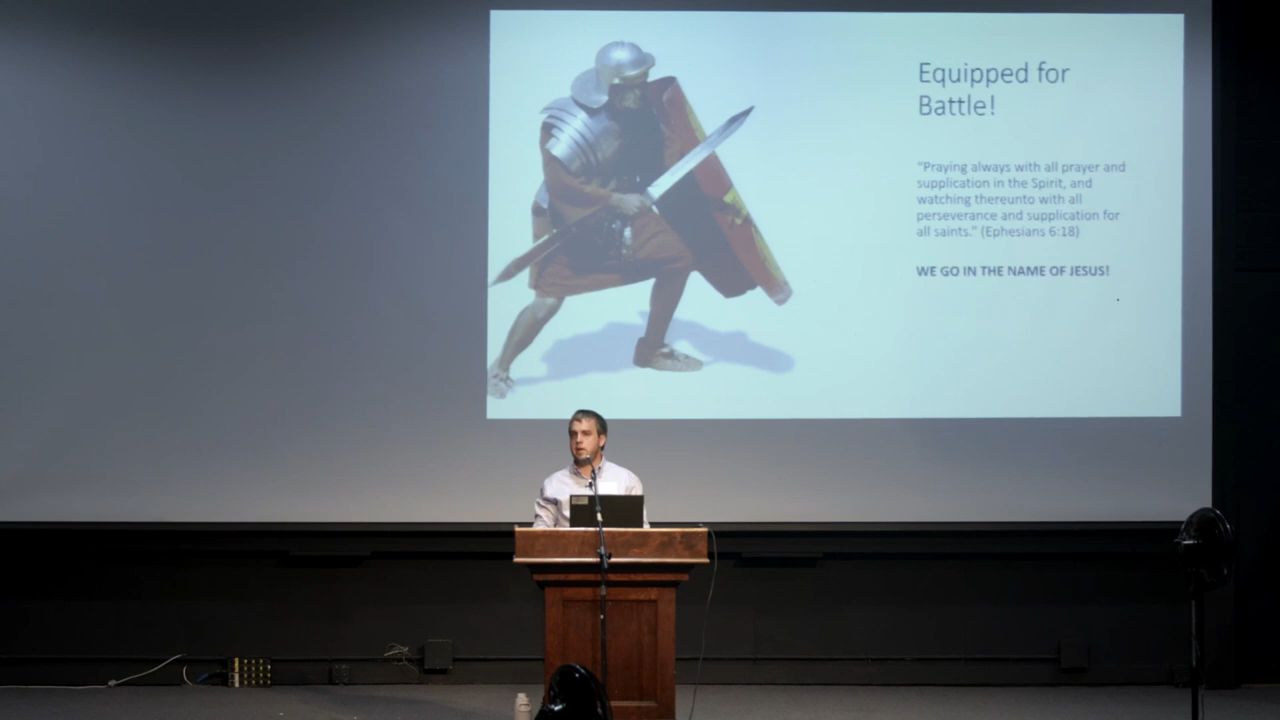 Equipped for
Battle!
"Praying always with all prayer and
supplication in the Spirit, and
watching thereunto with all
perseverance and supplication for
all saints." (Ephesians 6:18)
WE GO IN THE NAME OF JESUS!